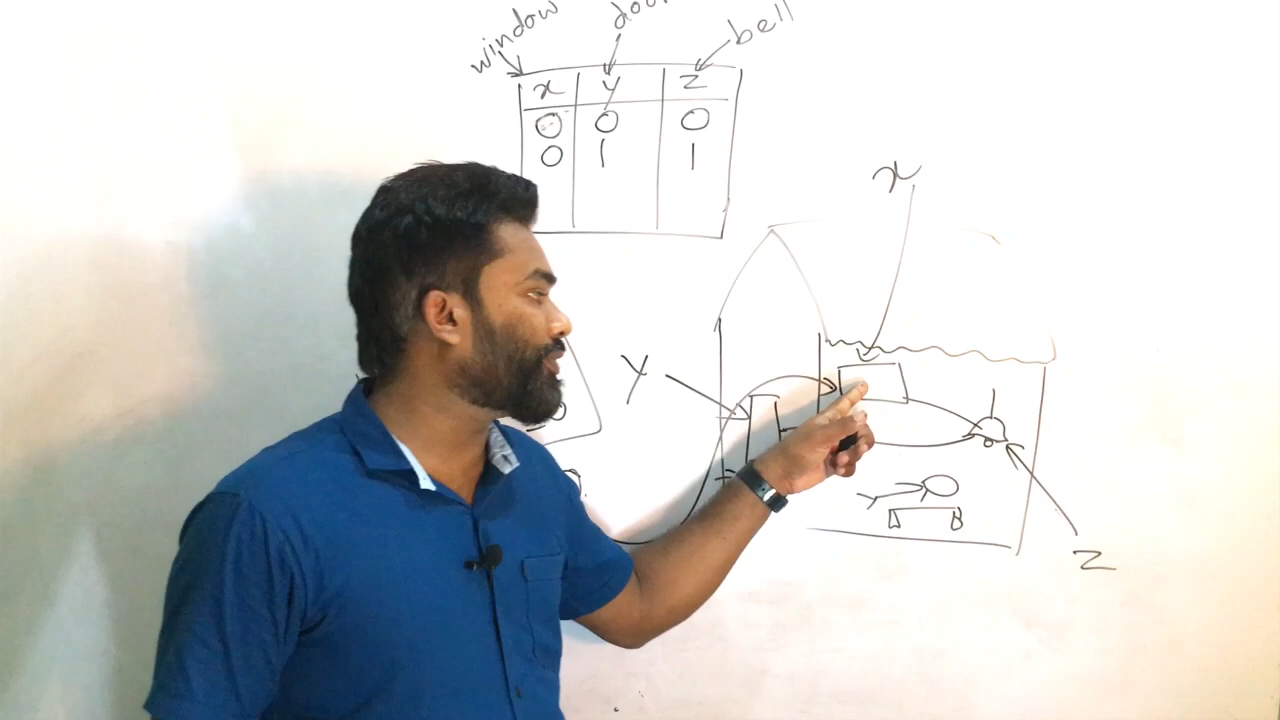 window door bell
x y z
0 0 0
0 1 1
x
y
z